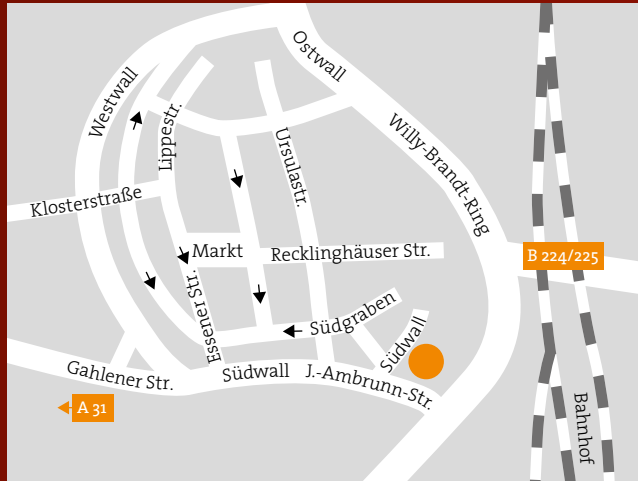 Ostwall
Westwall
Lippestr.
Willy-Brandt-Ring
Ursulastr.
Klosterstraße
Markt
Recklinghäuser Str.
B 224/225
Essener Str.
Südgraben
Südwall
Gahlener Str.
Südwall
J.-Ambrunn-Str.
A 31
Bahnhof